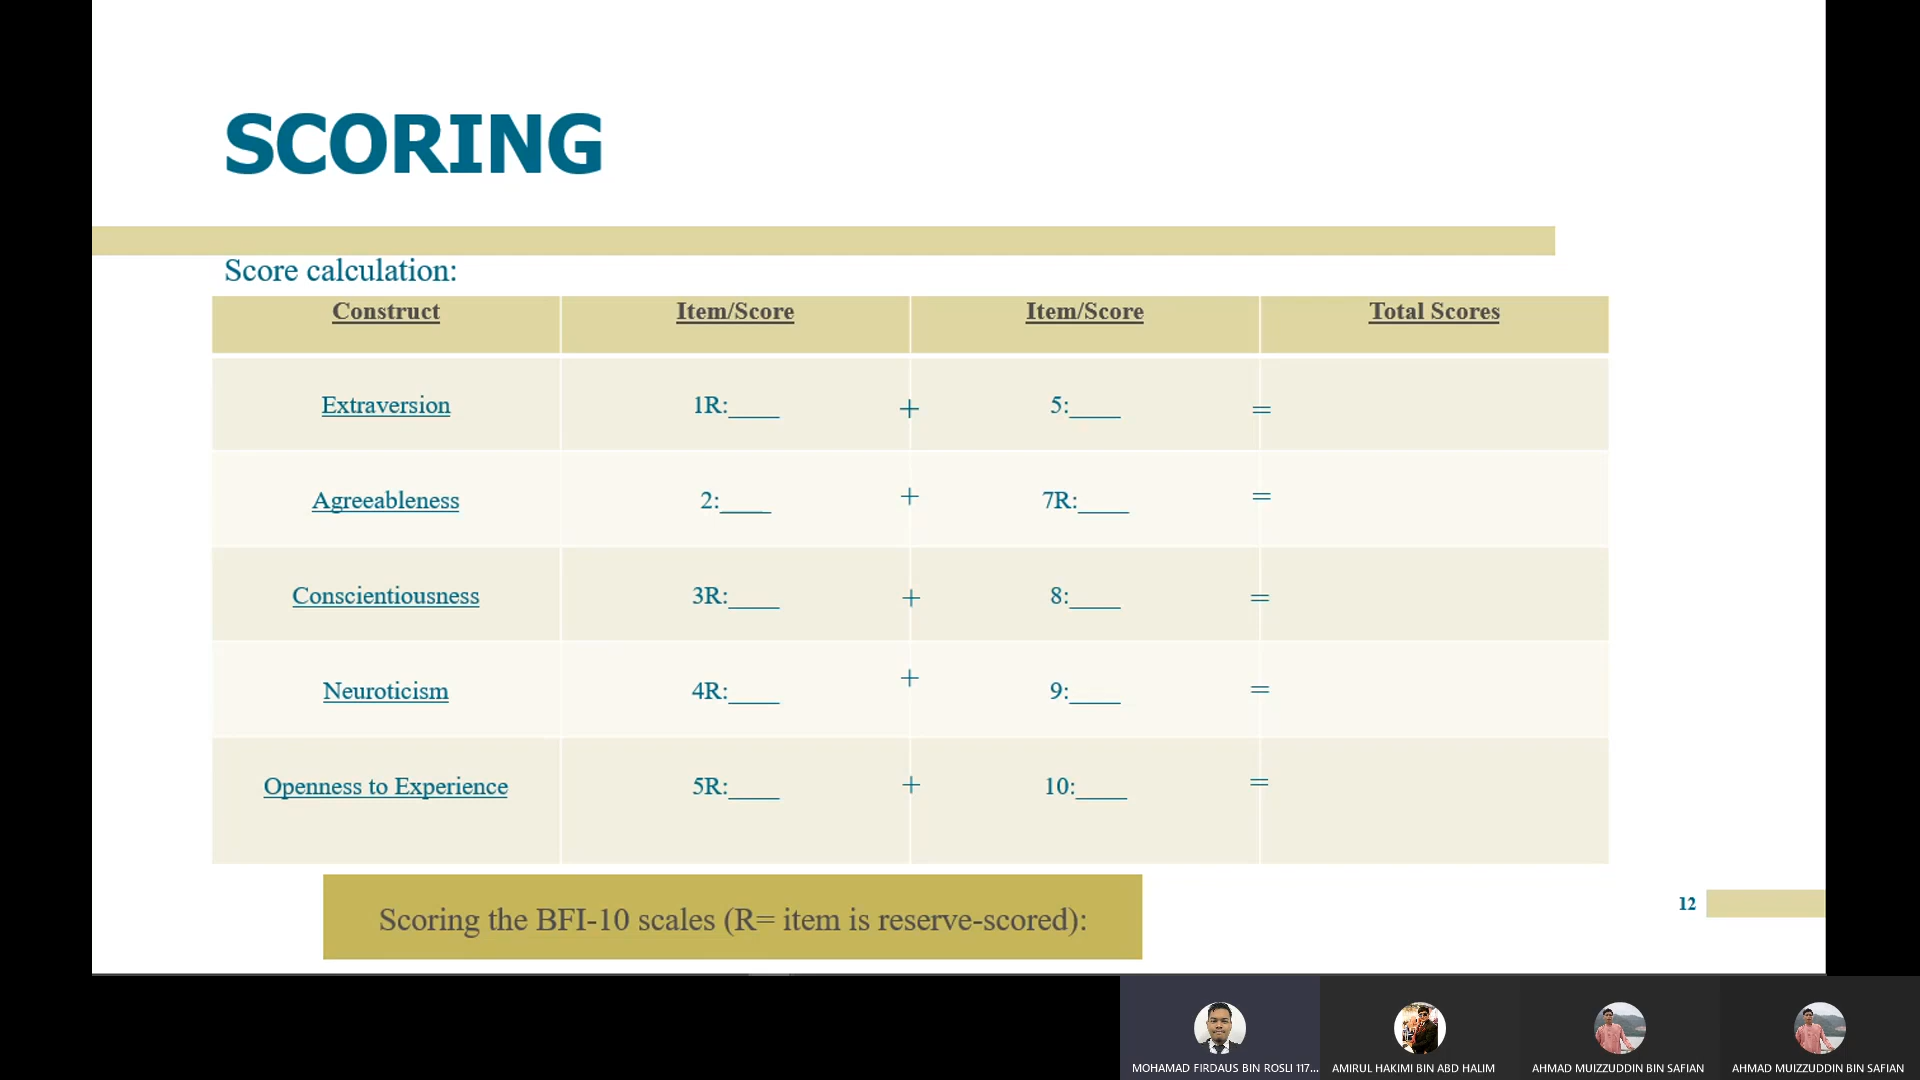 SCORING
Score calculation:
Construct Item/Score Item/Score Total Scores
Extraversion 1R:____ + 5:____ =
Agreeableness 2:____ + 7R:____ =
Conscientiousness 3R:____ + 8:____ =
Neuroticism 4R:____ + 9:____ =
Openness to Experience 5R:____ + 10:____ =
Scoring the BFI-10 scales (R= item is reserve-scored):
12
MOHAMAD FIRDAUS BIN ROSLI 117... AMIRUL HAKIMI BIN ABD HALIM AHMAD MUIZZUDDIN BIN SAFIAN AHMAD MUIZZUDDIN BIN SAFIAN